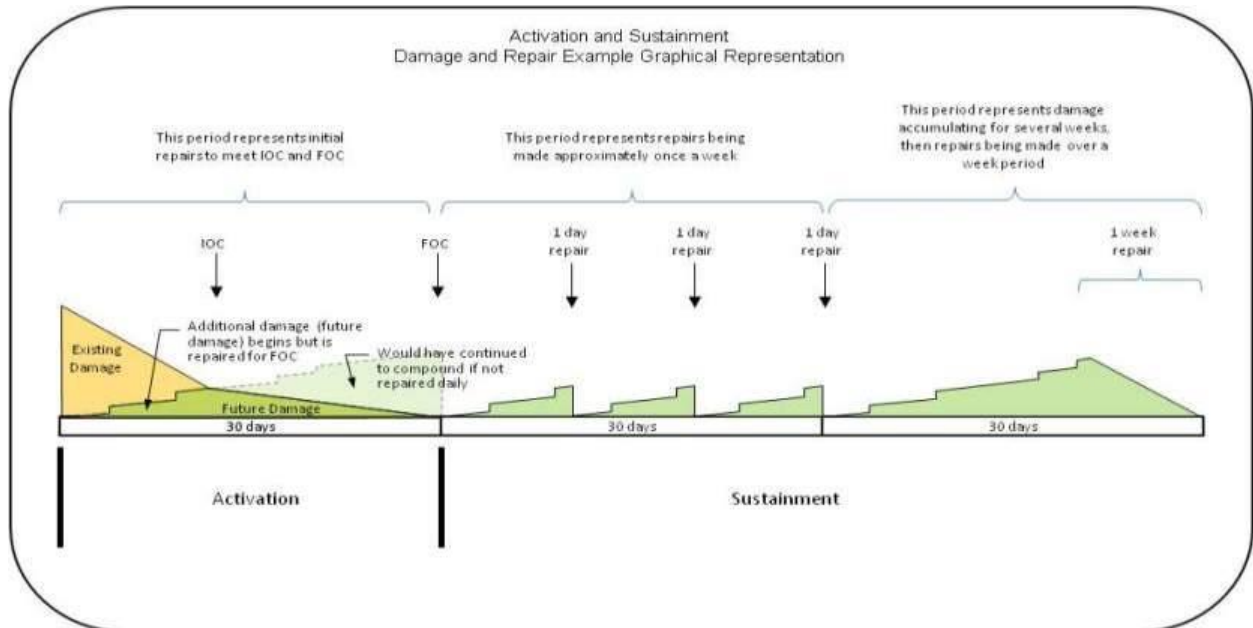 Activation and Sustainment
Damage and Repair Example Graphical Representation
This period represents initial
repairs to meet IOC and FOC
This period represents repairs being
made approximately once a week
This period represents damage
accumulating for several weeks,
then repairs being made over a
week period
IOC
FOC
1 day
repair
1 day
repair
1 day
repair
1 week
repair
Existing
Damage
Additional damage (future
damage) begins but is
repaired for FOC
Would have continued
to compound if not
repaired daily
Future Damage
30 days
30 days
30 days
Activation
Sustainment